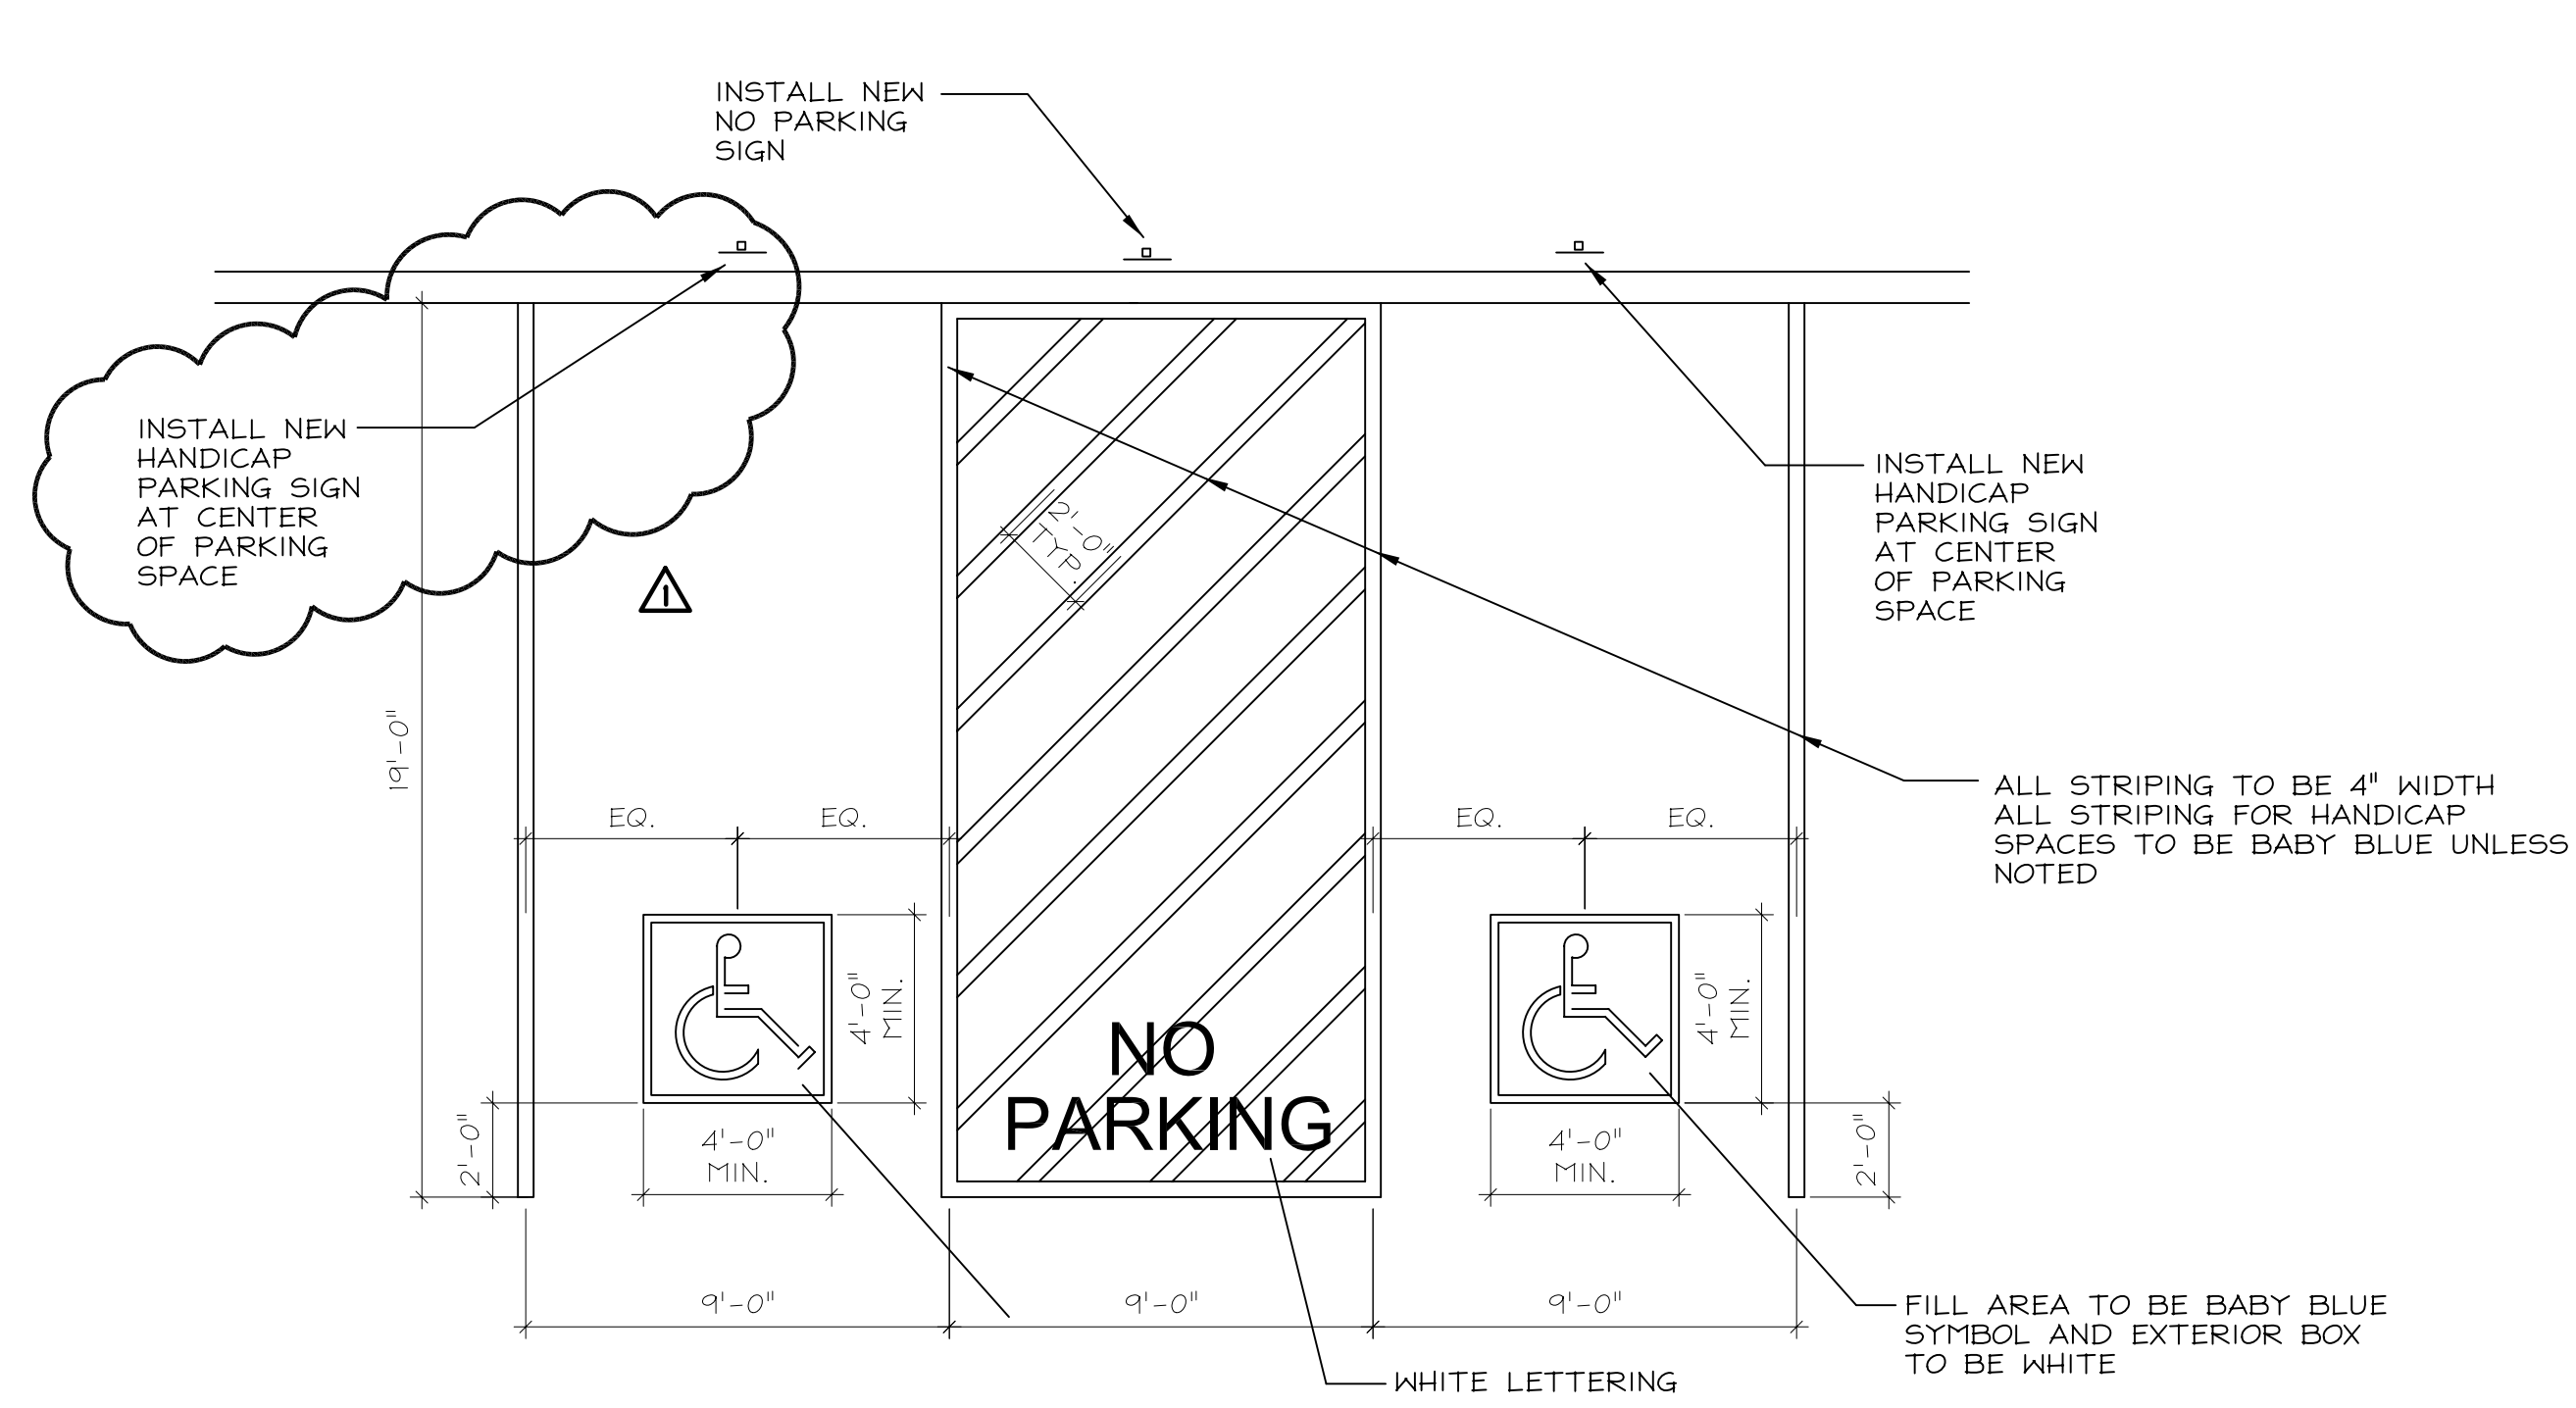 INSTALL NEW
NO PARKING
SIGN
INSTALL NEW
HANDICAP
PARKING SIGN
AT CENTER
OF PARKING
SPACE
INSTALL NEW
HANDICAP
PARKING SIGN
AT CENTER
OF PARKING
SPACE
2'-0"
TYP.
1
19'-0"
ALL STRIPING TO BE 4" WIDTH
ALL STRIPING FOR HANDICAP
SPACES TO BE BABY BLUE UNLESS
NOTED
EQ.
EQ.
EQ.
EQ.
4'-0"
MIN.
4'-0"
MIN.
NO
PARKING
2'-0"
4'-0"
MIN.
4'-0"
MIN.
2'-0"
9'-0"
9'-0"
9'-0"
FILL AREA TO BE BABY BLUE
SYMBOL AND EXTERIOR BOX
TO BE WHITE
WHITE LETTERING